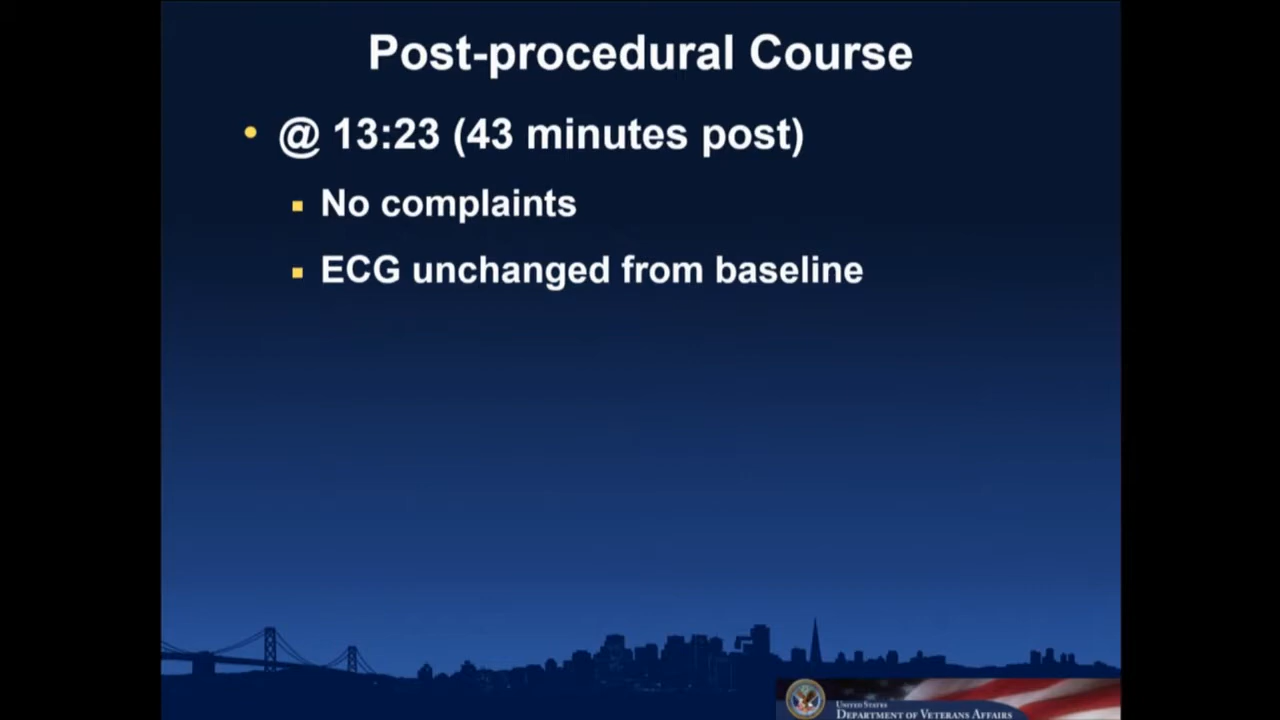 Post-procedural Course
• @ 13:23 (43 minutes post)
▪ No complaints
▪ ECG unchanged from baseline
United States
Department of Veterans Affairs